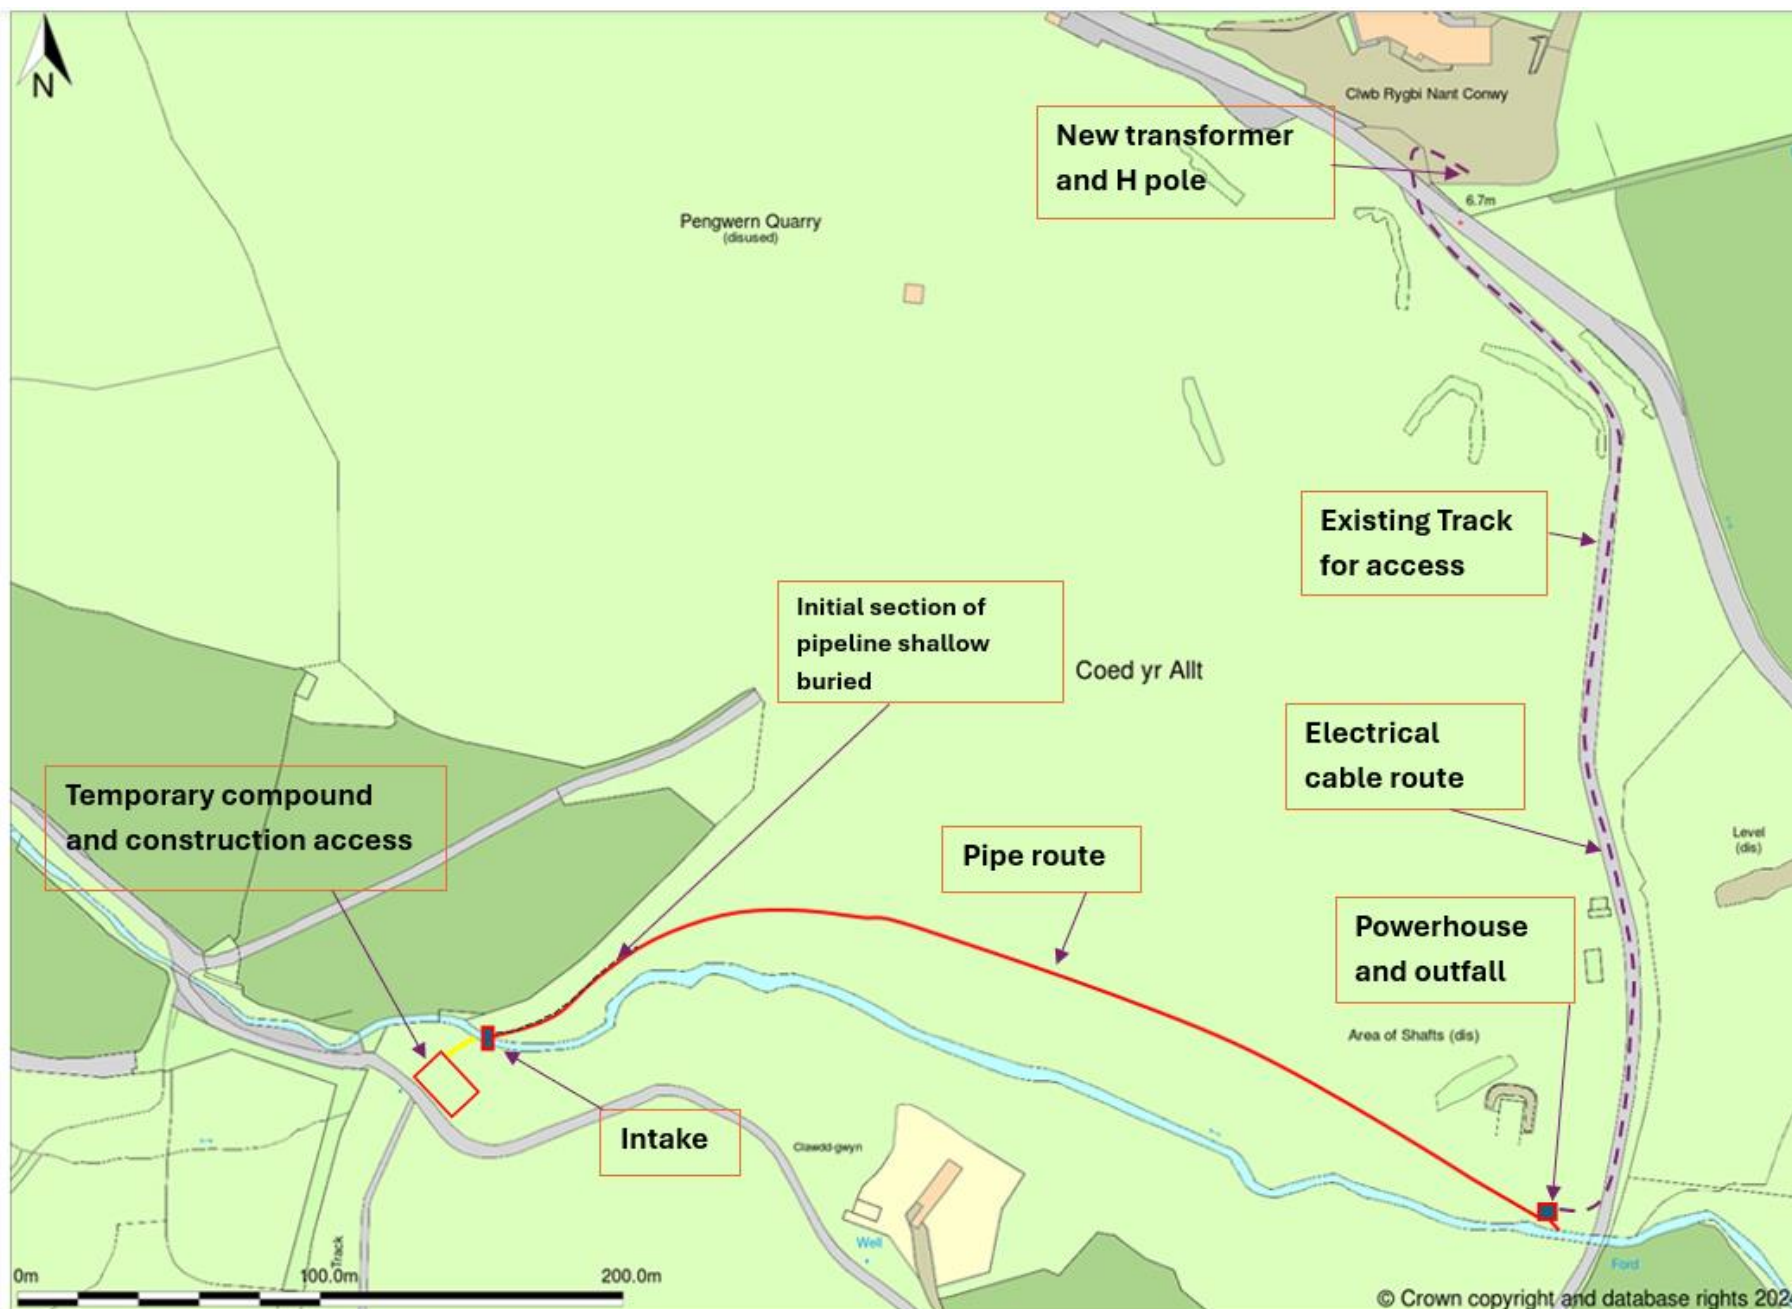 N
Clwb Rygbi Nant Conwy
New transformer
and H pole
6.7m
Pengwern Quarry
(disused)
Existing Track
for access
Initial section of
pipeline shallow
buried
Coed yr Allt
Electrical
cable route
Temporary compound
and construction access
Level
(dis)
Pipe route
Powerhouse
and outfall
Area of Shafts (dis)
Intake
Clawdd-gwyn
Well
Track
Ford
0m
100.0m
200.0m
© Crown copyright and database rights